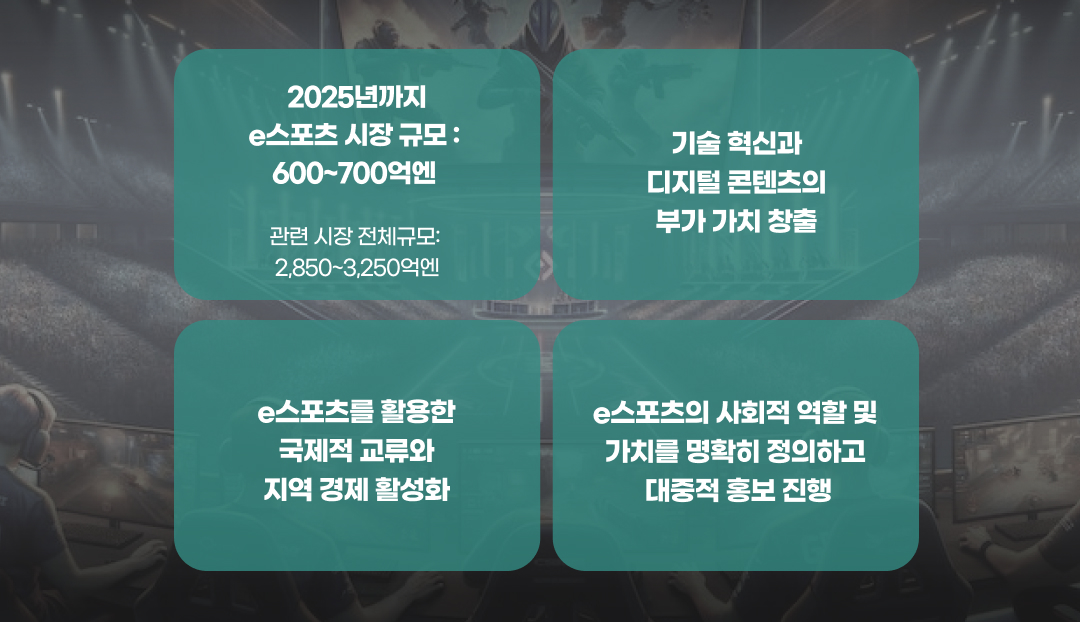 2025년까지
e스포츠 시장 규모 :
600~700억엔
관련 시장 전체규모:
2,850~3,250억엔
기술 혁신과
디지털 콘텐츠의
부가 가치 창출
e스포츠를 활용한
국제적 교류와
지역 경제 활성화
e스포츠의 사회적 역할 및
가치를 명확히 정의하고
대중적 홍보 진행